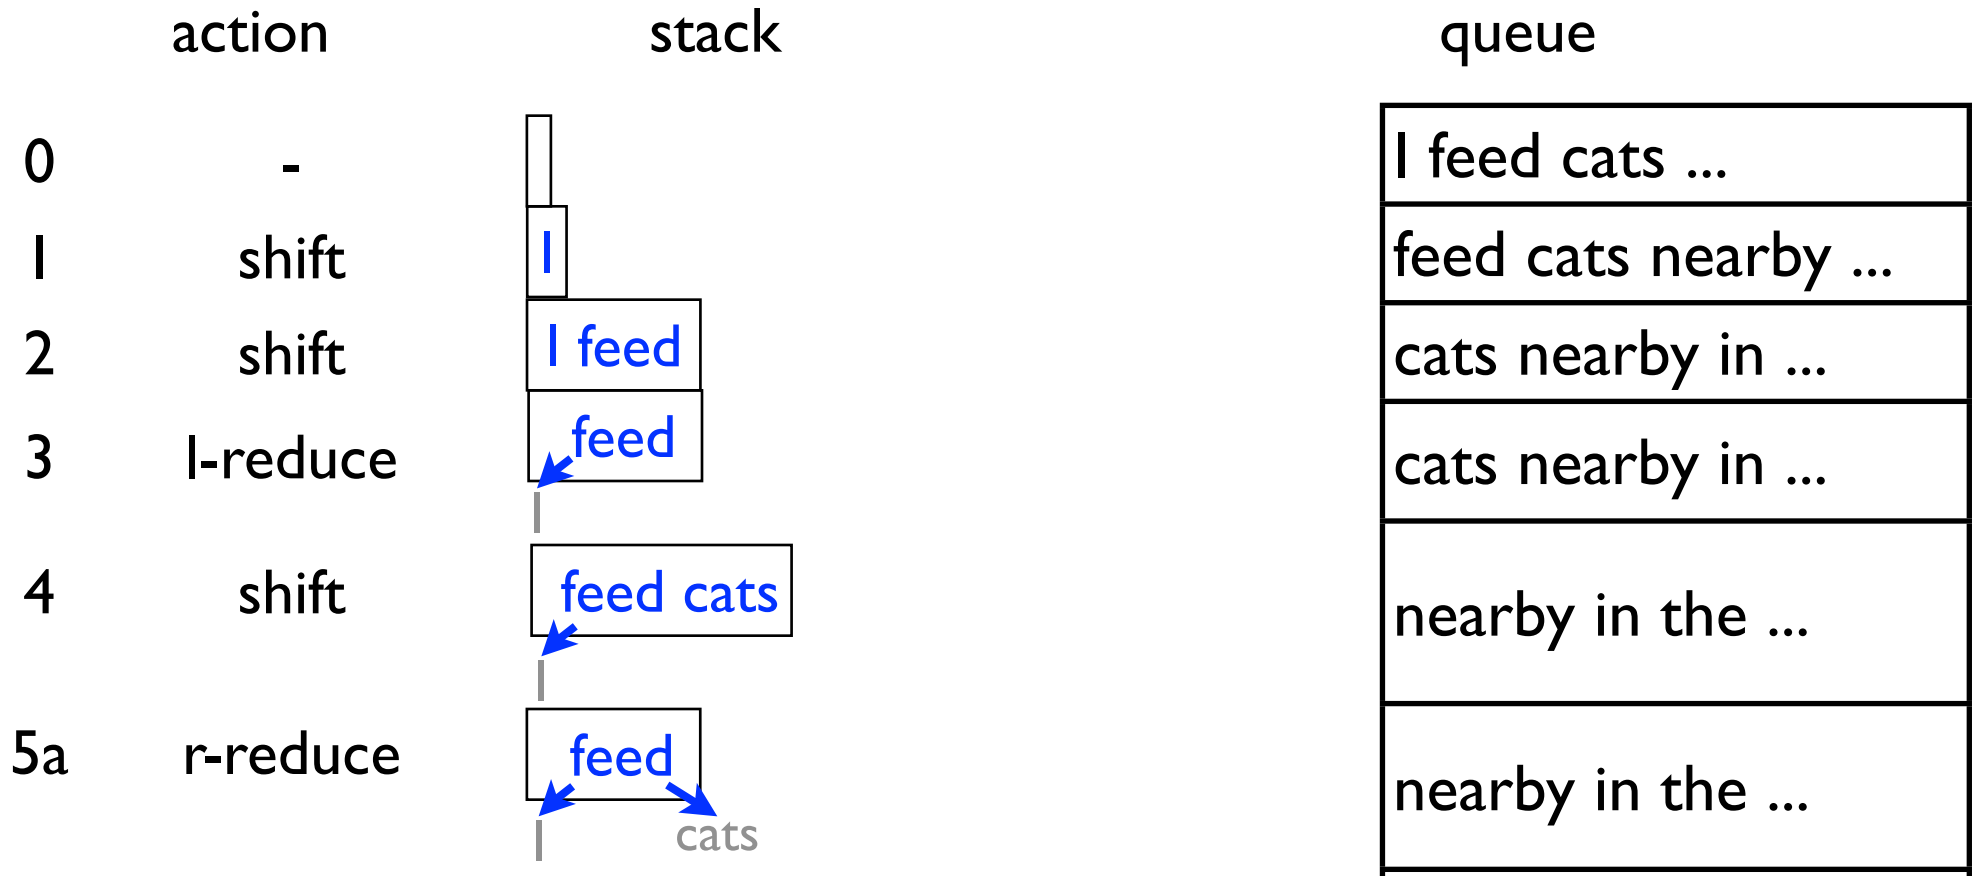 action stack queue
0 - I feed cats ...
1 shift I feed cats nearby ...
2 shift I feed cats nearby in ...
3 l-reduce feed cats nearby in ...
I
4 shift feed cats nearby in the ...
I
5a r-reduce feed nearby in the ...
I cats